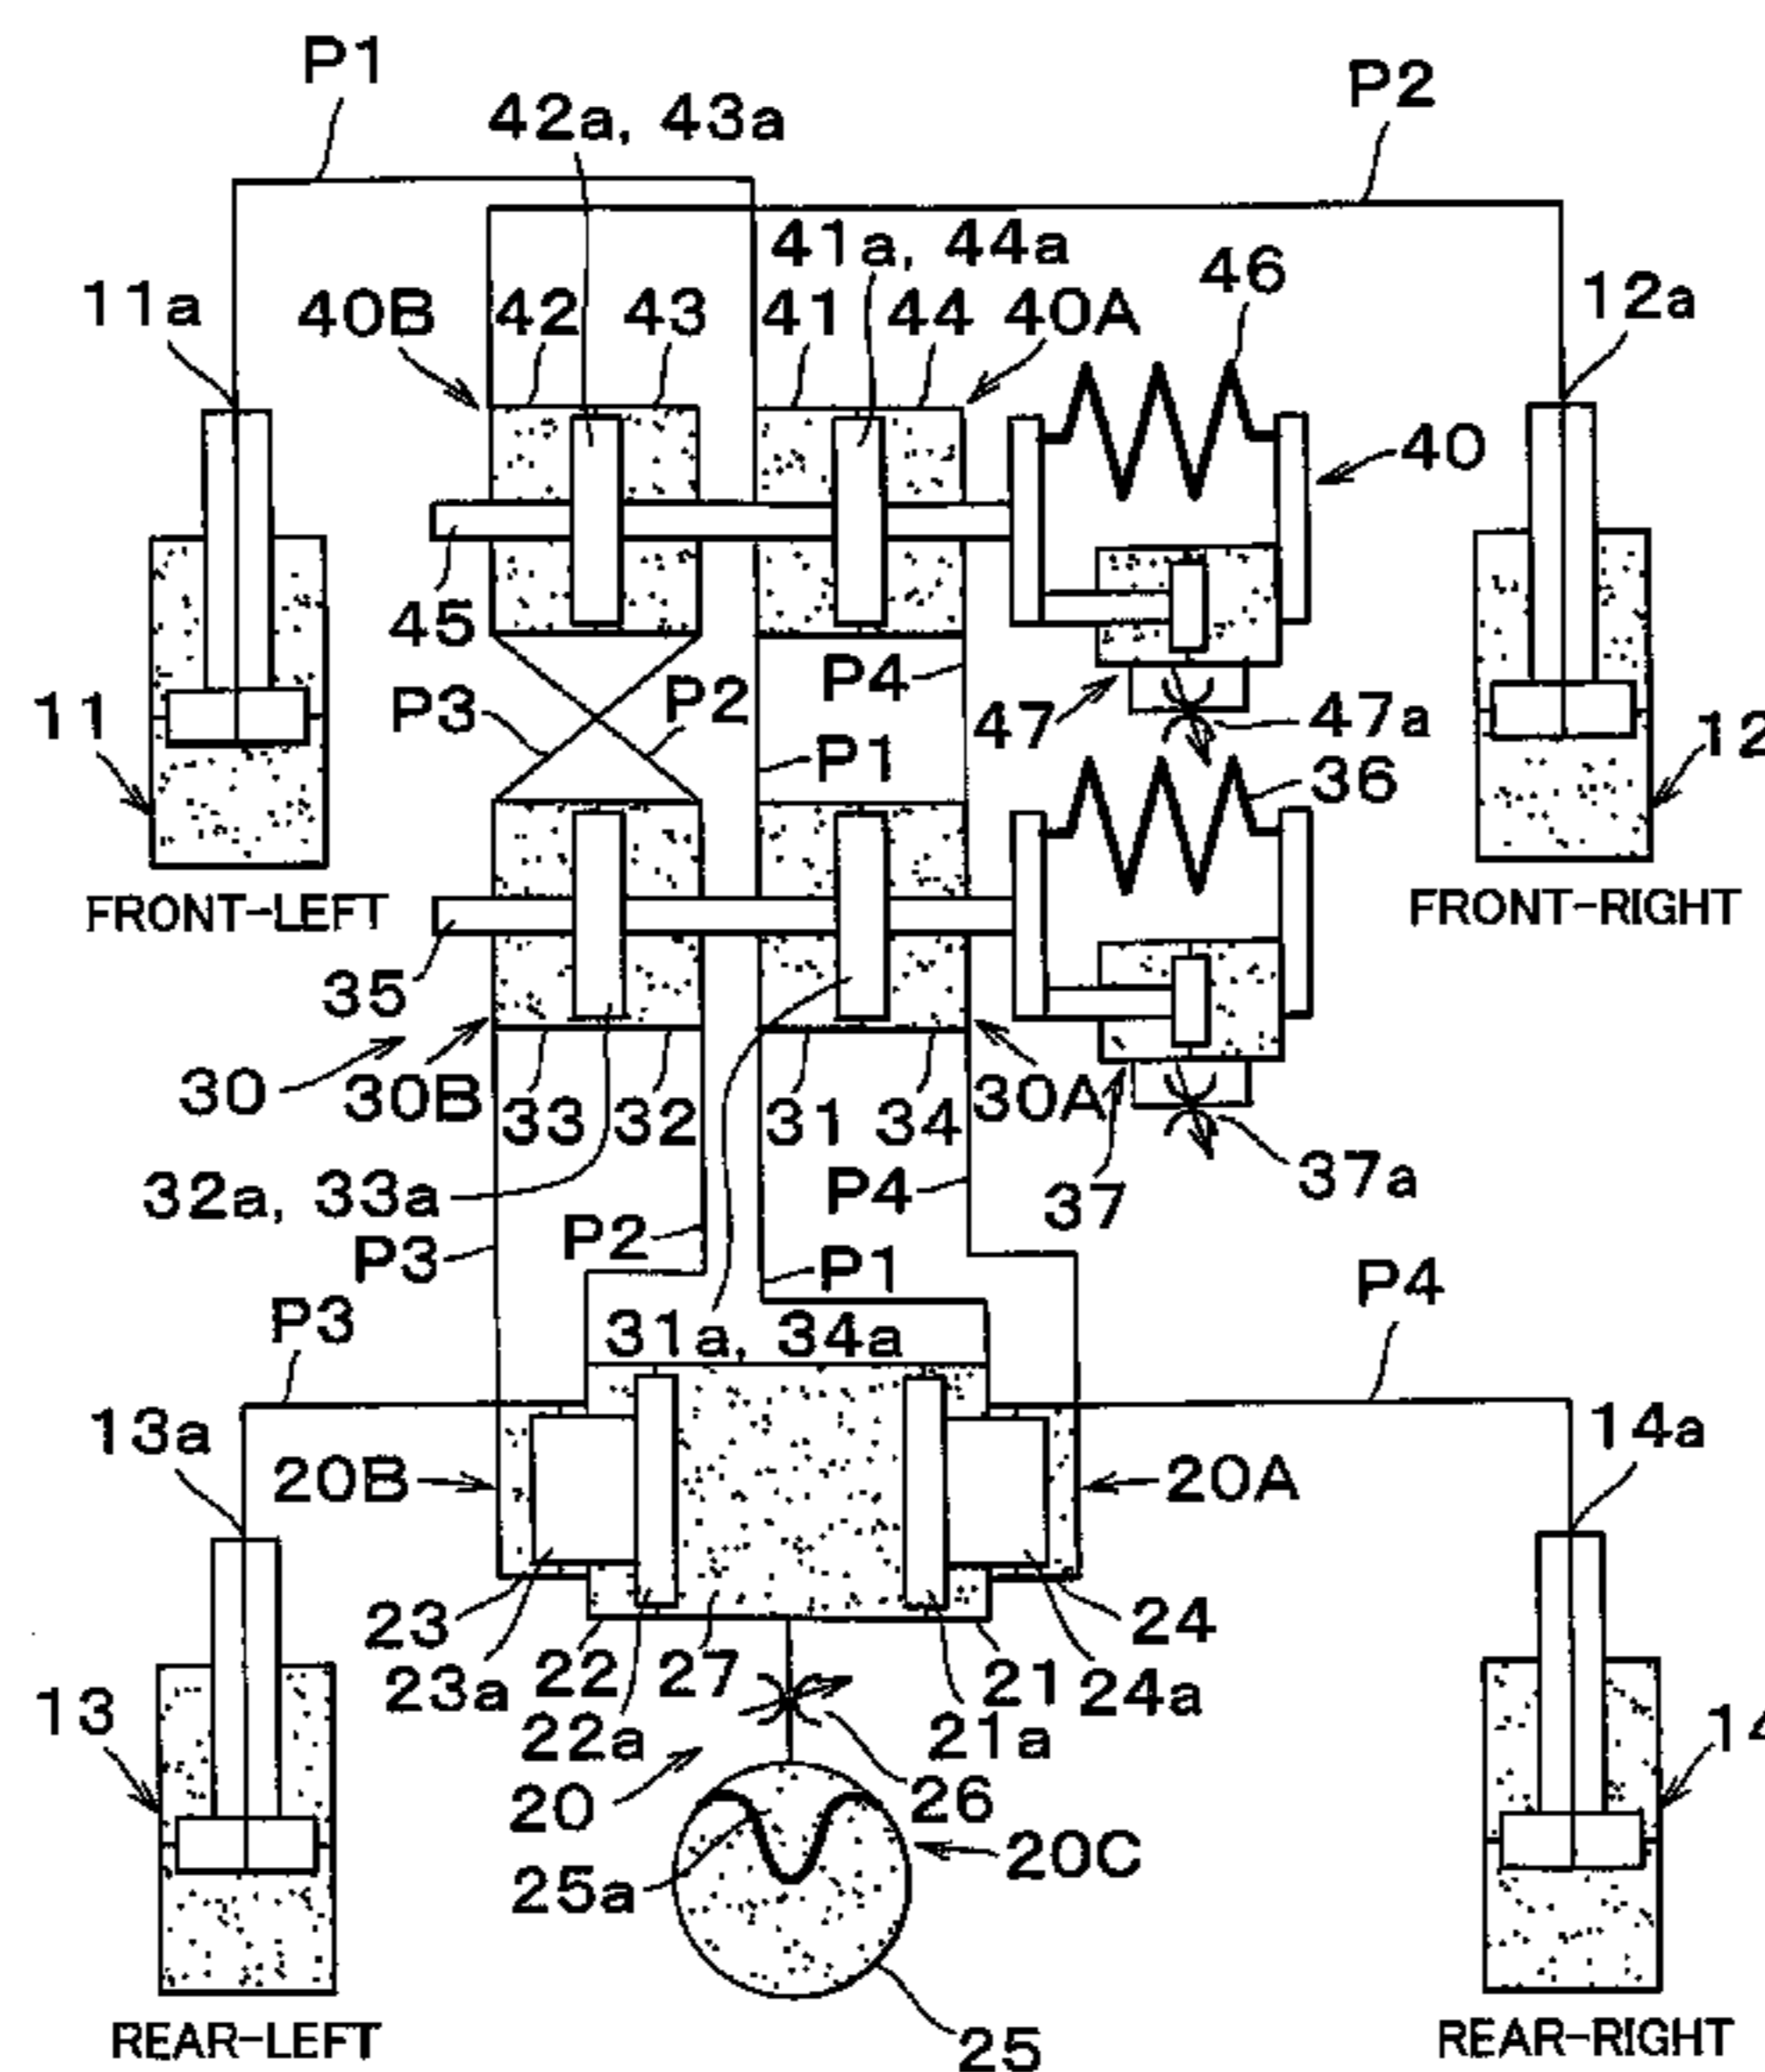 P1
P2
42a, 43a
41a, 44a
46
11a
40B
42
43
41
44
40A
12a
40
45
P4
P3
P2
47
47a
11
P1
36
12
FRONT-LEFT
FRONT-RIGHT
35
30
30B
33
32
31
34
30A
37
37a
32a, 33a
P4
P3
P2
P1
P3
31a, 34a
P4
13a
14a
20B
20A
23
24
23a
22
27
21
24a
13
22a
21a
14
20
26
25a
20C
25
REAR-LEFT
REAR-RIGHT